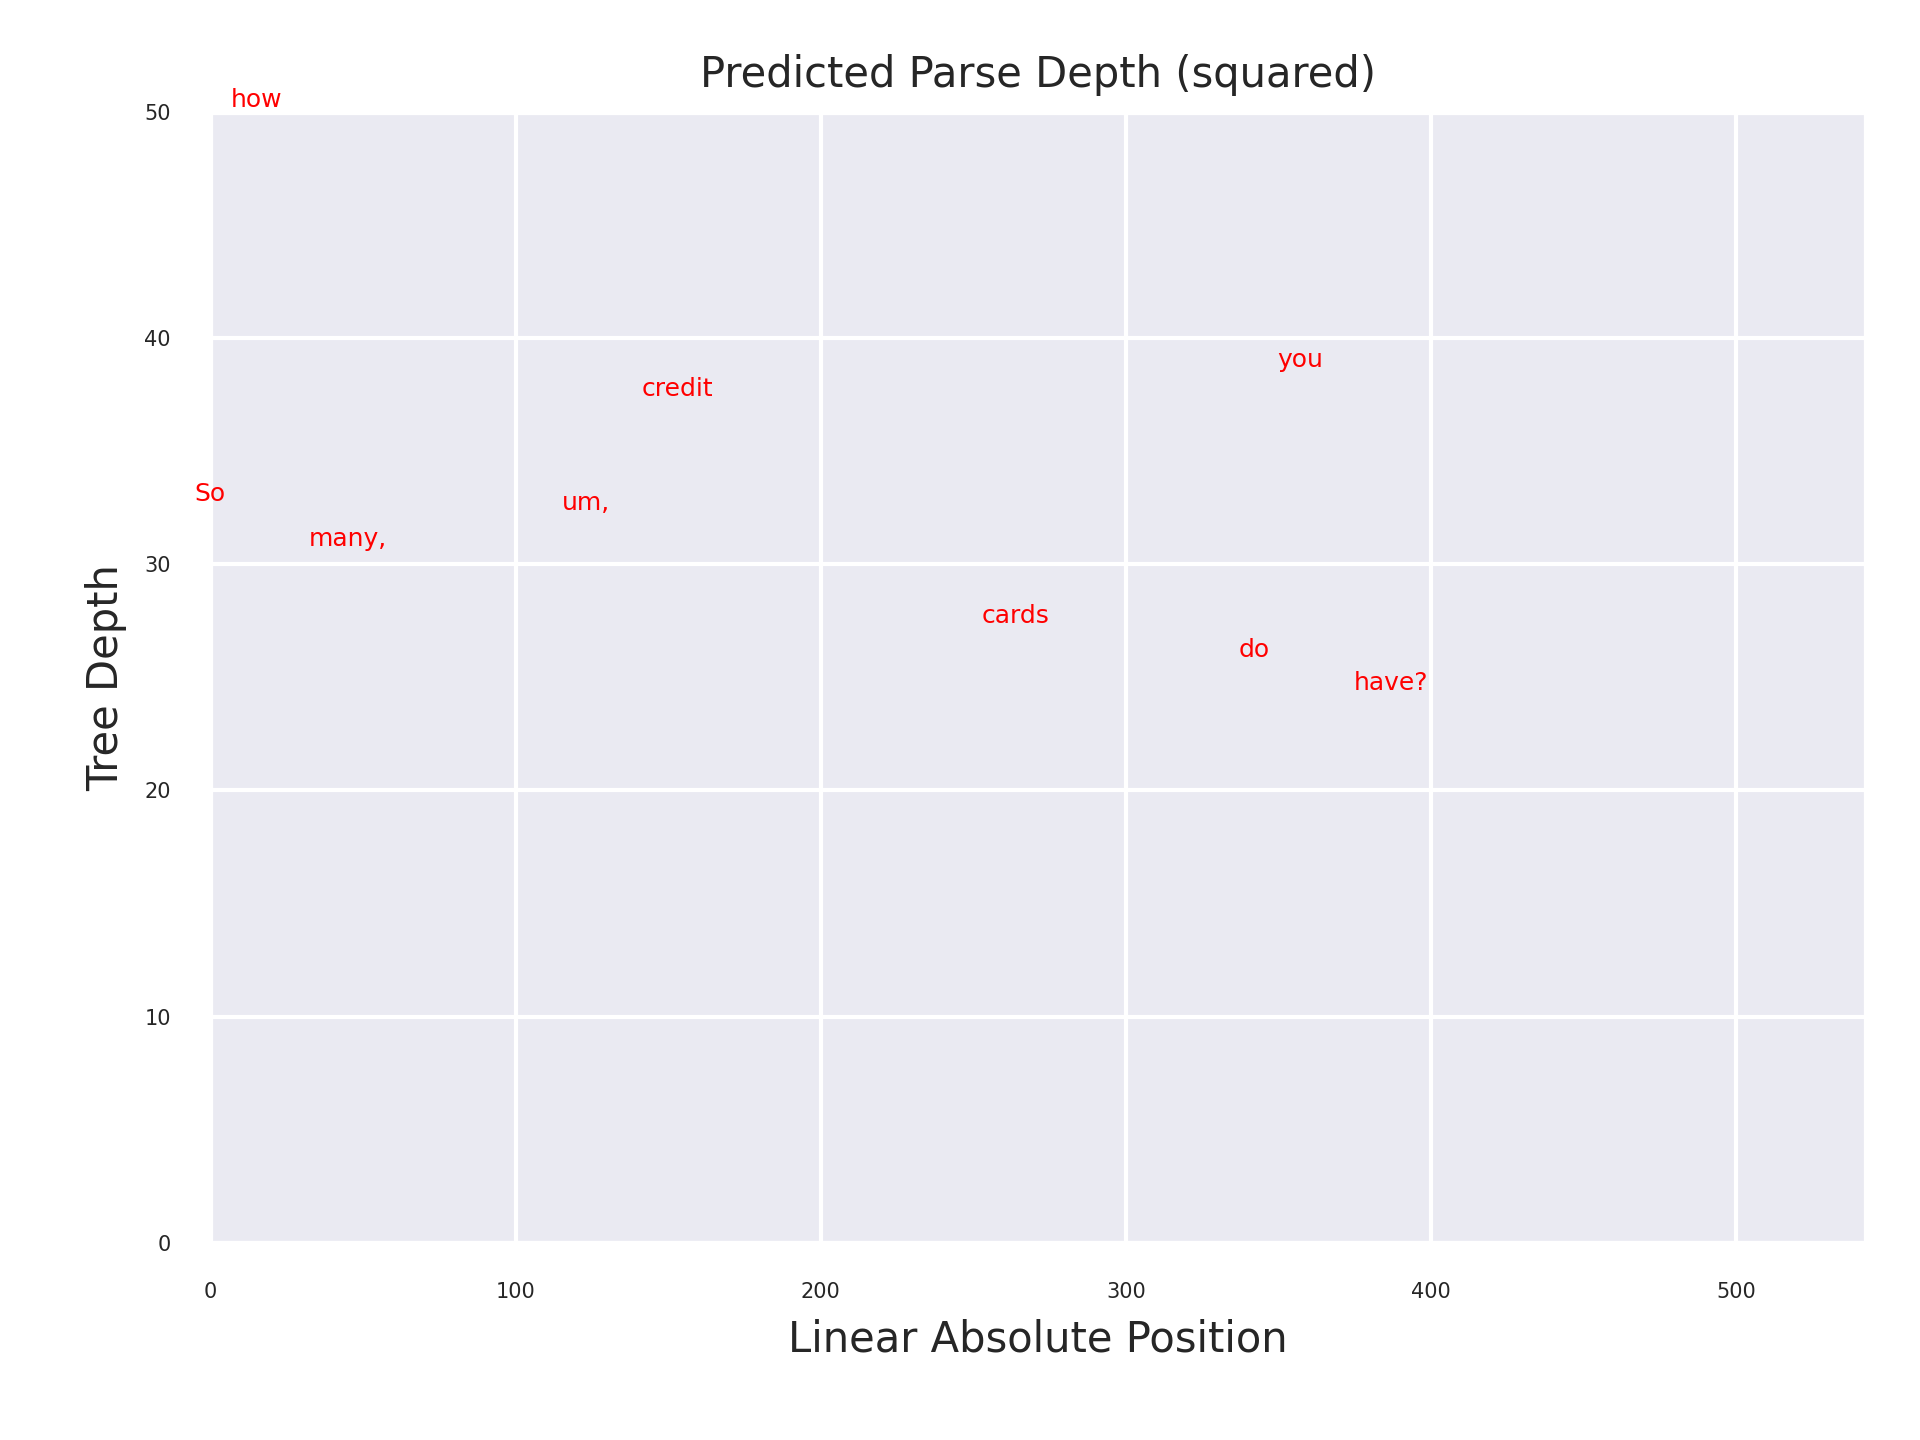 Predicted Parse Depth (squared)
how
50
40
you
credit
So
um,
many,
30
cards
do
have?
20
10
0
Tree Depth
0 100 200 300 400 500
Linear Absolute Position